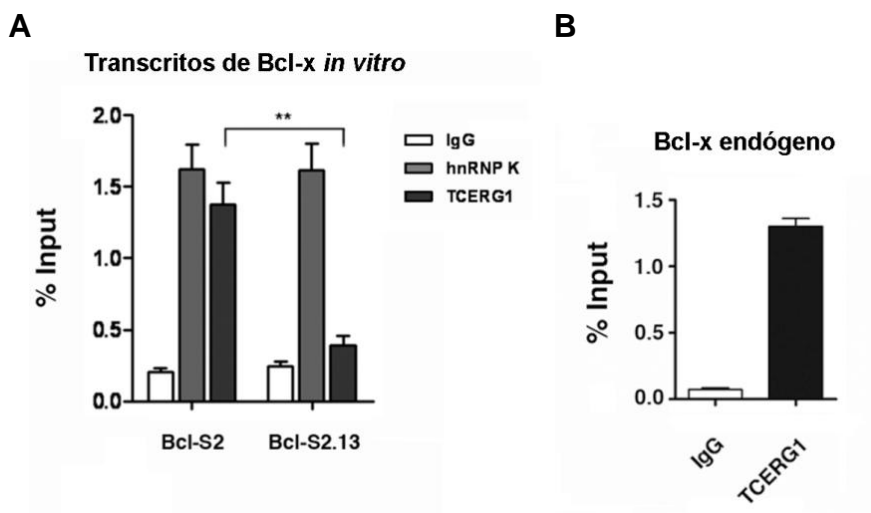 A
Transcritos de Bcl-x in vitro
% Input
2.0
1.5
1.0
0.5
0.0
**
IgG
hnRNP K
TCERG1
Bcl-S2
Bcl-S2.13
B
Bcl-x endógeno
% Input
1.5
1.0
0.5
0.0
IgG
TCERG1